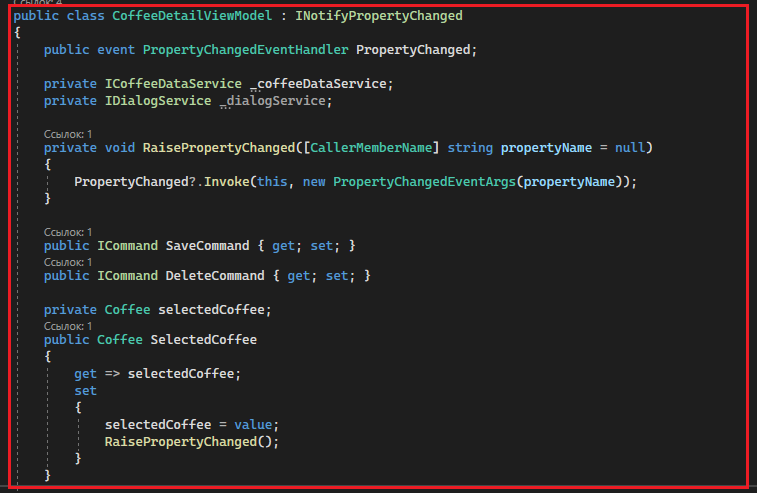 Ссылок: 4
public class CoffeeDetailViewModel : INotifyPropertyChanged
{
    public event PropertyChangedEventHandler PropertyChanged;
    private ICoffeeDataService _coffeeDataService;
    private IDialogService _dialogService;
    Ссылок: 1
    private void RaisePropertyChanged([CallerMemberName] string propertyName = null)
    {
        PropertyChanged?.Invoke(this, new PropertyChangedEventArgs(propertyName));
    }
    Ссылок: 1
    public ICommand SaveCommand { get; set; }
    Ссылок: 1
    public ICommand DeleteCommand { get; set; }
    private Coffee selectedCoffee;
    Ссылок: 1
    public Coffee SelectedCoffee
    {
        get => selectedCoffee;
        set
        {
            selectedCoffee = value;
            RaisePropertyChanged();
        }
    }